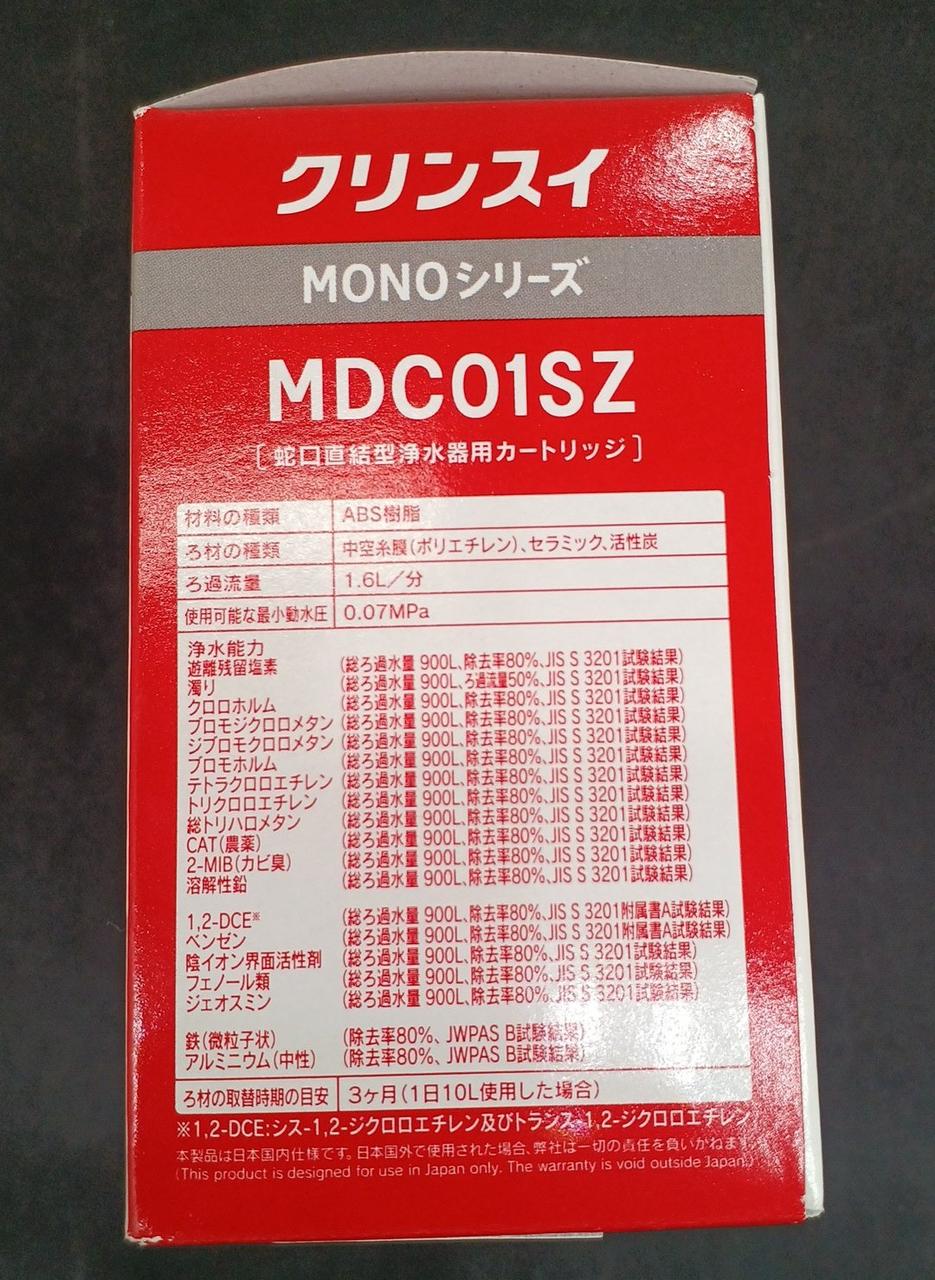 クリンスイ
MONOシリーズ
MDC01SZ
［蛇口直結型浄水器用カートリッジ］
材料の種類 ABS樹脂
ろ材の種類 中空糸膜(ポリエチレン)、セラミック、活性炭
ろ過流量 1.6L／分
使用可能な最小動水圧 0.07MPa
浄水能力
遊離残留塩素 (総ろ過水量 900L、除去率80%、JIS S 3201試験結果)
濁り (総ろ過水量 900L、ろ過流量50%、JIS S 3201試験結果)
クロロホルム (総ろ過水量 900L、除去率80%、JIS S 3201試験結果)
ブロモジクロロメタン (総ろ過水量 900L、除去率80%、JIS S 3201試験結果)
ジブロモクロロメタン (総ろ過水量 900L、除去率80%、JIS S 3201試験結果)
ブロモホルム (総ろ過水量 900L、除去率80%、JIS S 3201試験結果)
テトラクロロエチレン (総ろ過水量 900L、除去率80%、JIS S 3201試験結果)
トリクロロエチレン (総ろ過水量 900L、除去率80%、JIS S 3201試験結果)
総トリハロメタン (総ろ過水量 900L、除去率80%、JIS S 3201試験結果)
CAT(農薬) (総ろ過水量 900L、除去率80%、JIS S 3201試験結果)
2-MIB(カビ臭) (総ろ過水量 900L、除去率80%、JIS S 3201試験結果)
溶解性鉛 (総ろ過水量 900L、除去率80%、JIS S 3201試験結果)
1,2-DCE※ (総ろ過水量 900L、除去率80%、JIS S 3201附属書A試験結果)
ベンゼン (総ろ過水量 900L、除去率80%、JIS S 3201附属書A試験結果)
陰イオン界面活性剤 (総ろ過水量 900L、除去率80%、JIS S 3201試験結果)
フェノール類 (総ろ過水量 900L、除去率80%、JIS S 3201試験結果)
ジェオスミン (総ろ過水量 900L、除去率80%、JIS S 3201試験結果)
鉄(微粒子状) (除去率80%、JWPAS B試験結果)
アルミニウム(中性) (除去率80%、JWPAS B試験結果)
ろ材の取替時期の目安 3ヶ月(1日10L使用した場合)
※1,2-DCE:シス-1,2-ジクロロエチレン及びトランス-1,2-ジクロロエチレン
本製品は日本国内仕様です。日本国外で使用された場合、弊社は一切の責任を負いかねます。
(This product is designed for use in Japan only. The warranty is void outside Japan.)